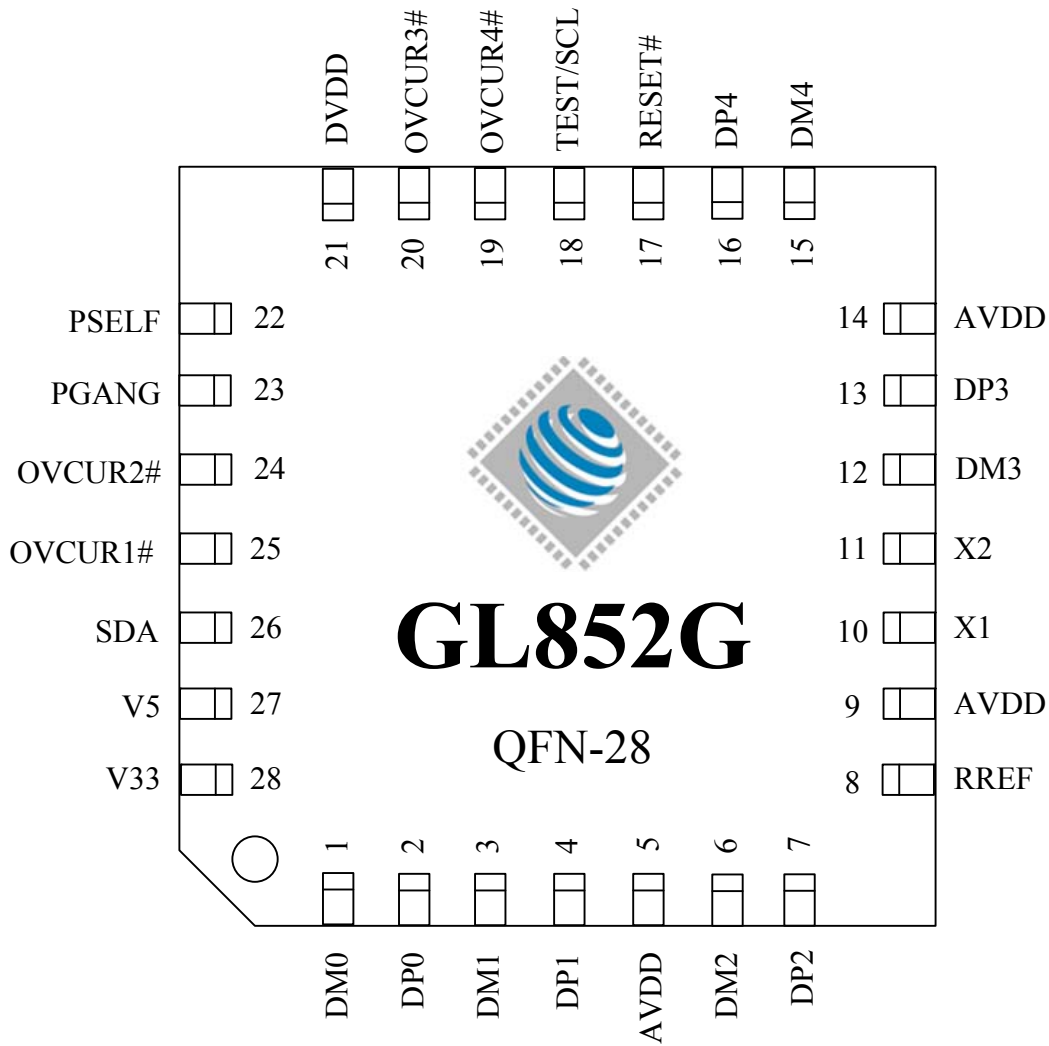 DVDD
OVCUR3#
OVCUR4#
TEST/SCL
RESET#
DP4
DM4
21
20
19
18
17
16
15
PSELF 22
14 AVDD
PGANG 23
13 DP3
OVCUR2# 24
12 DM3
OVCUR1# 25
11 X2
SDA 26
10 X1
V5 27
9 AVDD
V33 28
8 RREF
GL852G
QFN-28
1
2
3
4
5
6
7
DM0
DP0
DM1
DP1
AVDD
DM2
DP2